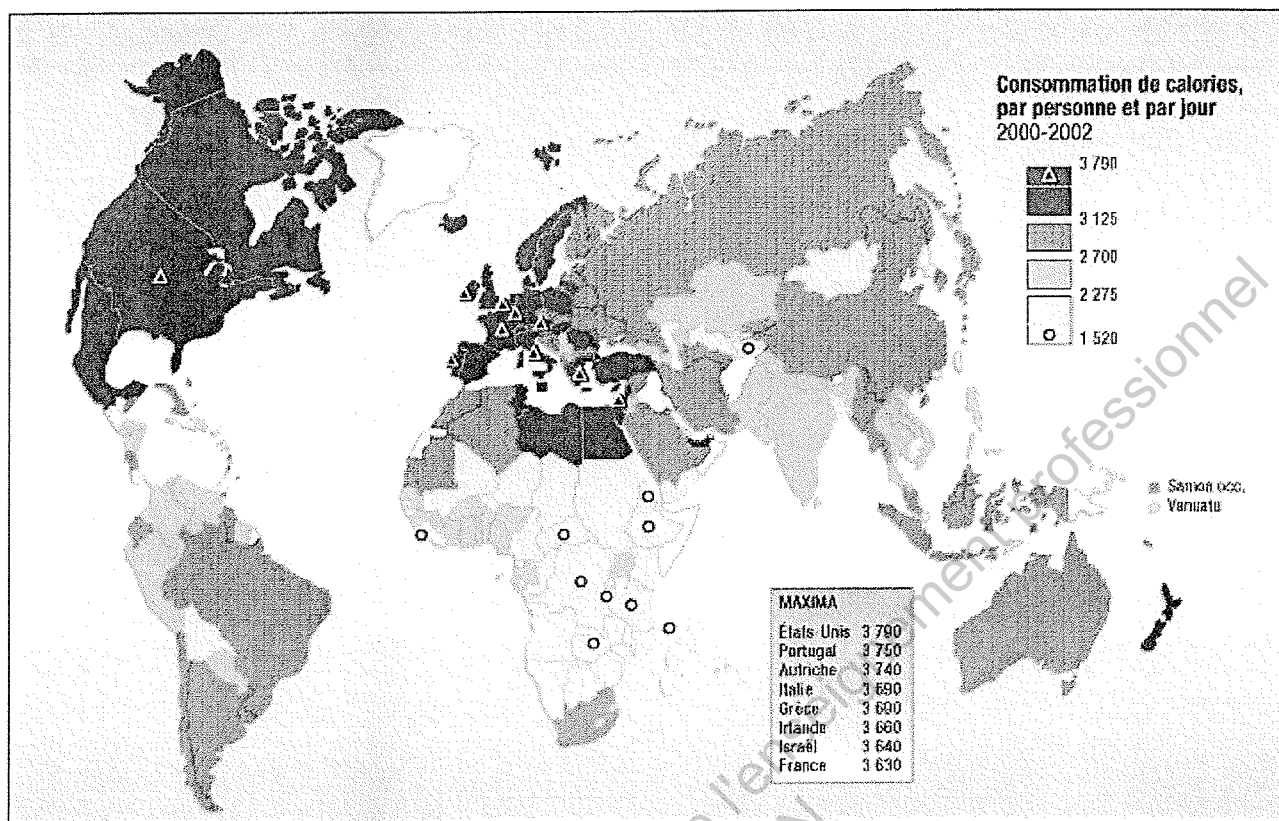 Consommation de calories,
par personne et par jour
2000-2002
3 790
3 125
2 700
2 275
1 520
Samoa occ.
Vanuatu
MAXIMA
États Unis 3 790
Portugal 3 750
Autriche 3 740
Italie 3 690
Grèce 3 690
Irlande 3 660
Israël 3 640
France 3 630
l'enseignement professionnel